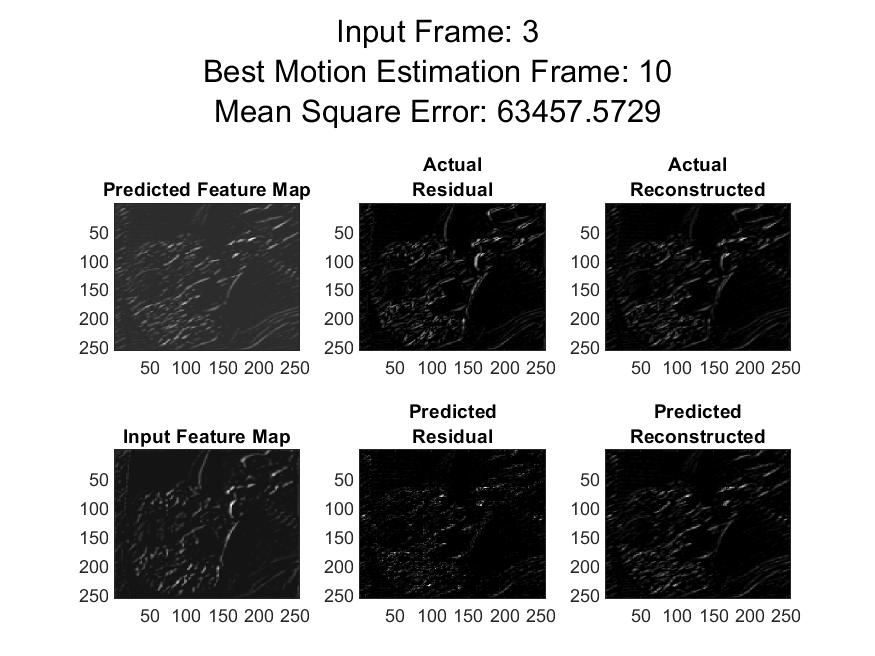 Input Frame: 3
Best Motion Estimation Frame: 10
Mean Square Error: 63457.5729
Predicted Feature Map
50
100
150
200
250
50 100 150 200 250
Actual
Residual
50
100
150
200
250
50 100 150 200 250
Actual
Reconstructed
50
100
150
200
250
50 100 150 200 250
Input Feature Map
50
100
150
200
250
50 100 150 200 250
Predicted
Residual
50
100
150
200
250
50 100 150 200 250
Predicted
Reconstructed
50
100
150
200
250
50 100 150 200 250